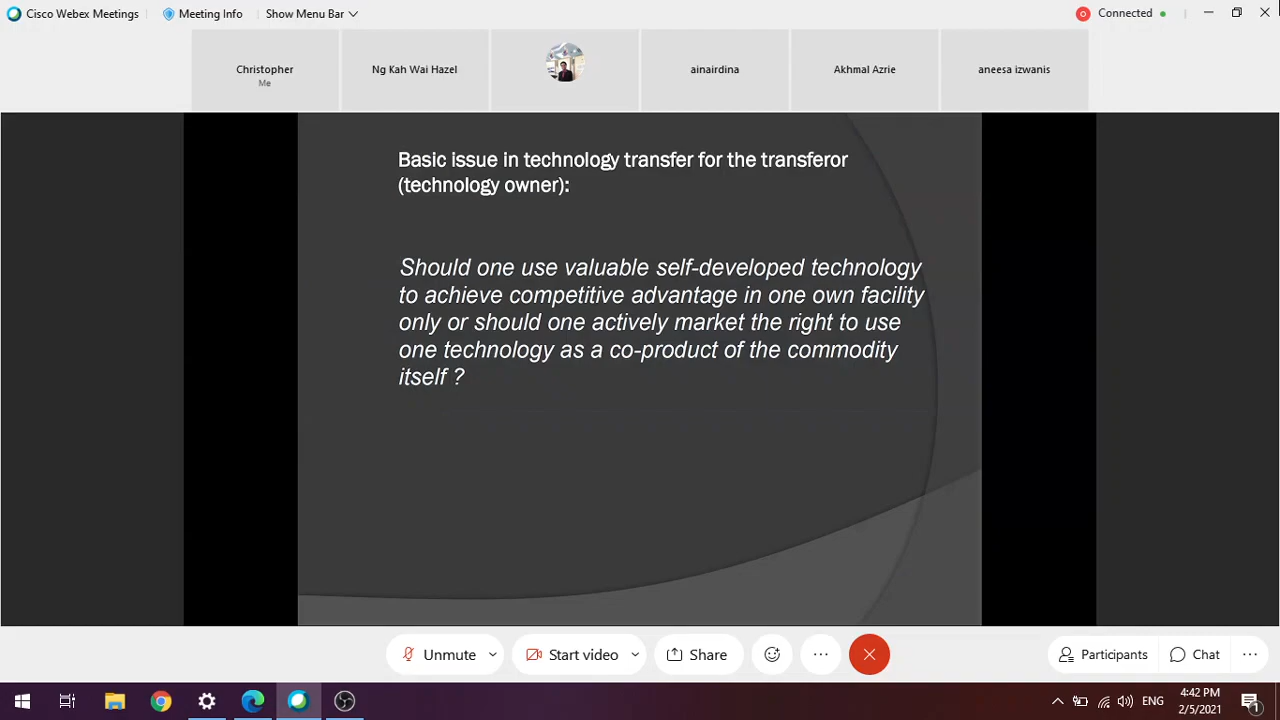 Cisco Webex Meetings Meeting Info Show Menu Bar Connected
Christopher
Me
Ng Kah Wai Hazel
ainairdina
Akhmal Azrie
aneesa izwanis
Basic issue in technology transfer for the transferor
(technology owner):
Should one use valuable self-developed technology
to achieve competitive advantage in one own facility
only or should one actively market the right to use
one technology as a co-product of the commodity
itself ?
Unmute Start video Share Participants Chat
ENG
4:42 PM
2/5/2021
1